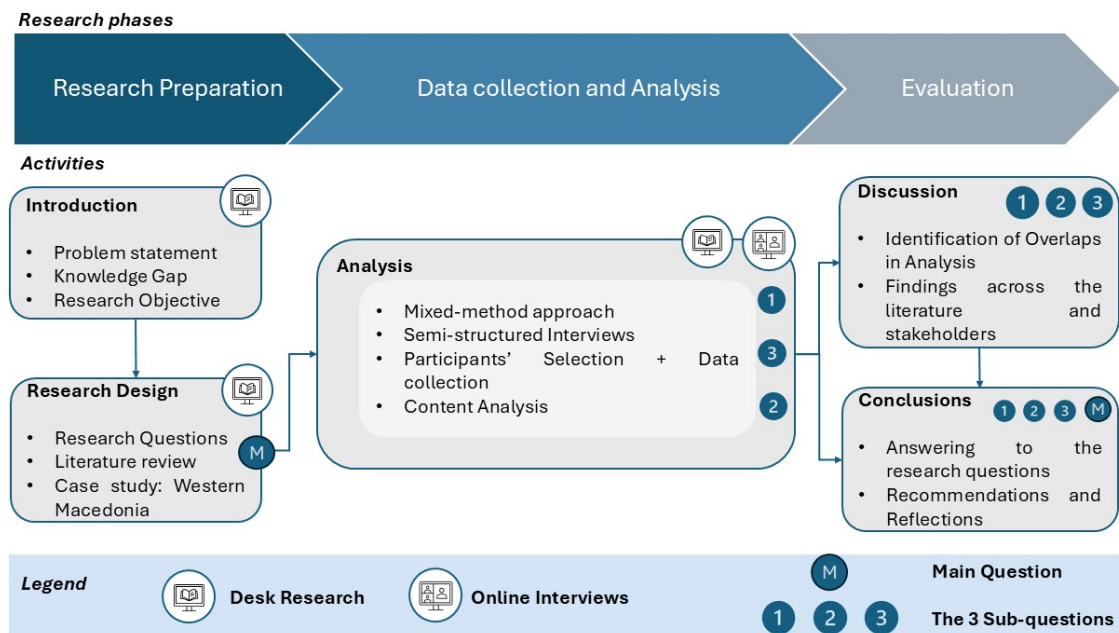 Research phases
Research Preparation
Data collection and Analysis
Evaluation
Activities
Introduction
• Problem statement
• Knowledge Gap
• Research Objective
Research Design
• Research Questions
• Literature review
• Case study: Western
Macedonia
M
Analysis
• Mixed-method approach
• Semi-structured Interviews
• Participants' Selection + Data
collection
• Content Analysis
1
3
2
Discussion
1 2 3
• Identification of Overlaps
in Analysis
• Findings across the
literature and
stakeholders
Conclusions
1 2 3 M
• Answering to the
research questions
• Recommendations and
Reflections
Legend
Desk Research
Online Interviews
M Main Question
1 2 3 The 3 Sub-questions